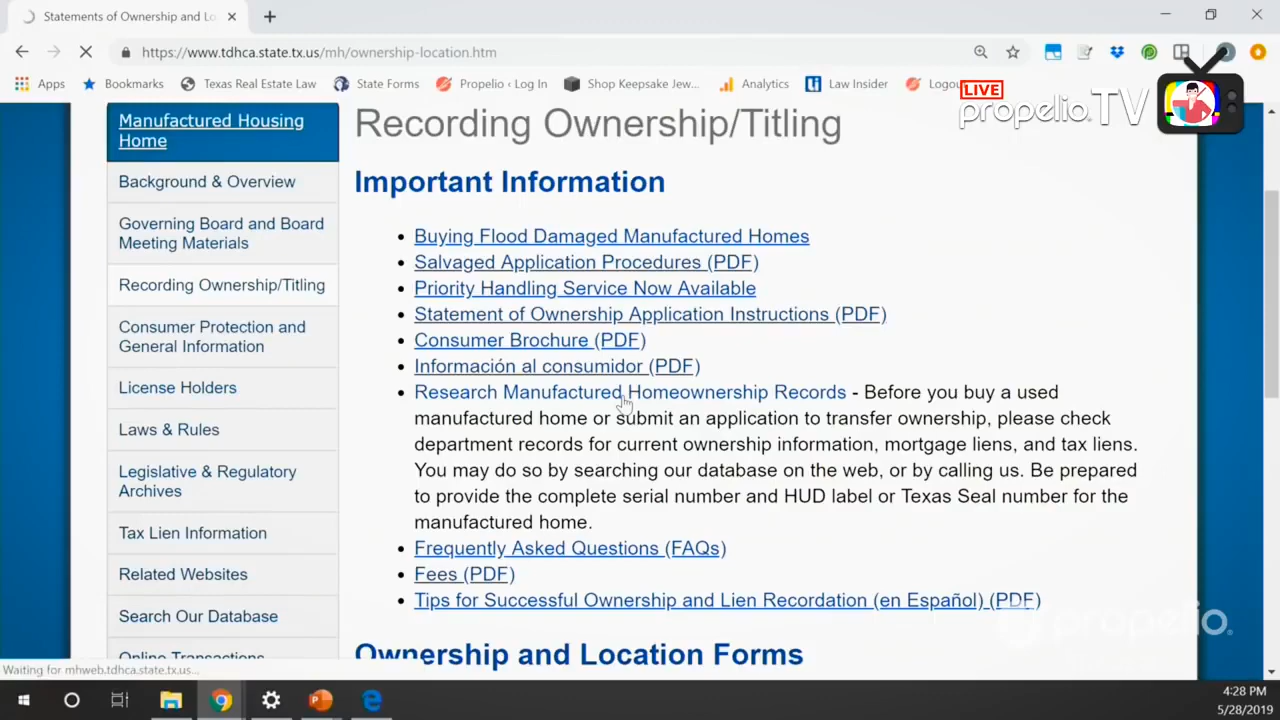 Statements of Ownership and Lo
https://www.tdhca.state.tx.us/mh/ownership-location.htm
Apps
Bookmarks
Texas Real Estate Law
State Forms
Propelio - Log In
Shop Keepsake Jew...
Analytics
Law Insider
LIVE
propelio.TV
Manufactured Housing
Home
Background & Overview
Governing Board and Board
Meeting Materials
Recording Ownership/Titling
Consumer Protection and
General Information
License Holders
Laws & Rules
Legislative & Regulatory
Archives
Tax Lien Information
Related Websites
Search Our Database
Online Transactions
Recording Ownership/Titling
Important Information
• Buying Flood Damaged Manufactured Homes
• Salvaged Application Procedures (PDF)
• Priority Handling Service Now Available
• Statement of Ownership Application Instructions (PDF)
• Consumer Brochure (PDF)
• Información al consumidor (PDF)
• Research Manufactured Homeownership Records - Before you buy a used
manufactured home or submit an application to transfer ownership, please check
department records for current ownership information, mortgage liens, and tax liens.
You may do so by searching our database on the web, or by calling us. Be prepared
to provide the complete serial number and HUD label or Texas Seal number for the
manufactured home.
• Frequently Asked Questions (FAQs)
• Fees (PDF)
• Tips for Successful Ownership and Lien Recordation (en Español) (PDF)
propelio.
Ownership and Location Forms
Waiting for mhweb.tdhca.state.tx.us...
4:28 PM
5/28/2019